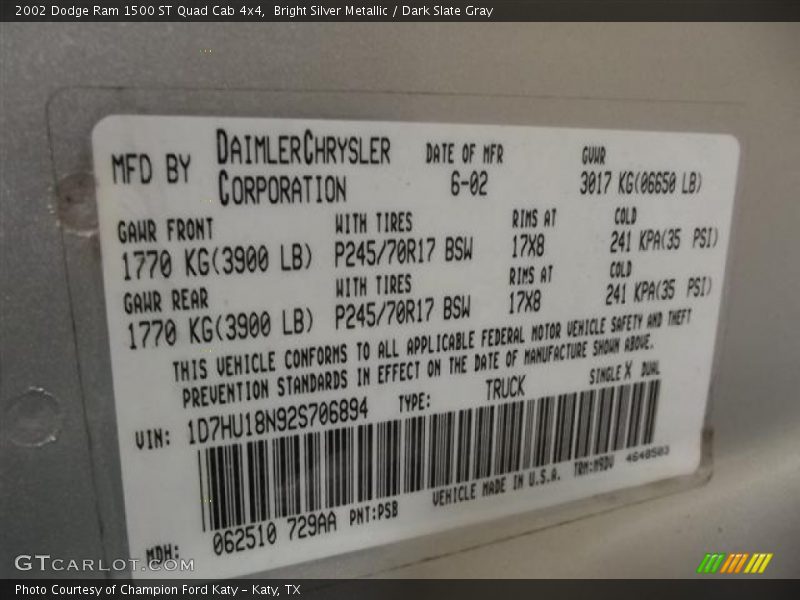 2002 Dodge Ram 1500 ST Quad Cab 4x4,  Bright Silver Metallic / Dark Slate Gray
MFD BY DAIMLERCHRYSLER CORPORATION DATE OF MFR 6-02 GVWR 3017 KG(06650 LB)
GAWR FRONT WITH TIRES RIMS AT COLD
1770 KG(3900 LB) P245/70R17 BSW 17X8 241 KPA(35 PSI)
GAWR REAR WITH TIRES RIMS AT COLD
1770 KG(3900 LB) P245/70R17 BSW 17X8 241 KPA(35 PSI)
THIS VEHICLE CONFORMS TO ALL APPLICABLE FEDERAL MOTOR VEHICLE SAFETY AND THEFT
PREVENTION STANDARDS IN EFFECT ON THE DATE OF MANUFACTURE SHOWN ABOVE.
VIN: 1D7HU18N92S706894 TYPE: TRUCK SINGLE X DUAL
MDH: 062510 729AA PNT:PSB VEHICLE MADE IN U.S.A. 4648503
GTCARLOT.COM
Photo Courtesy of Champion Ford Katy - Katy, TX